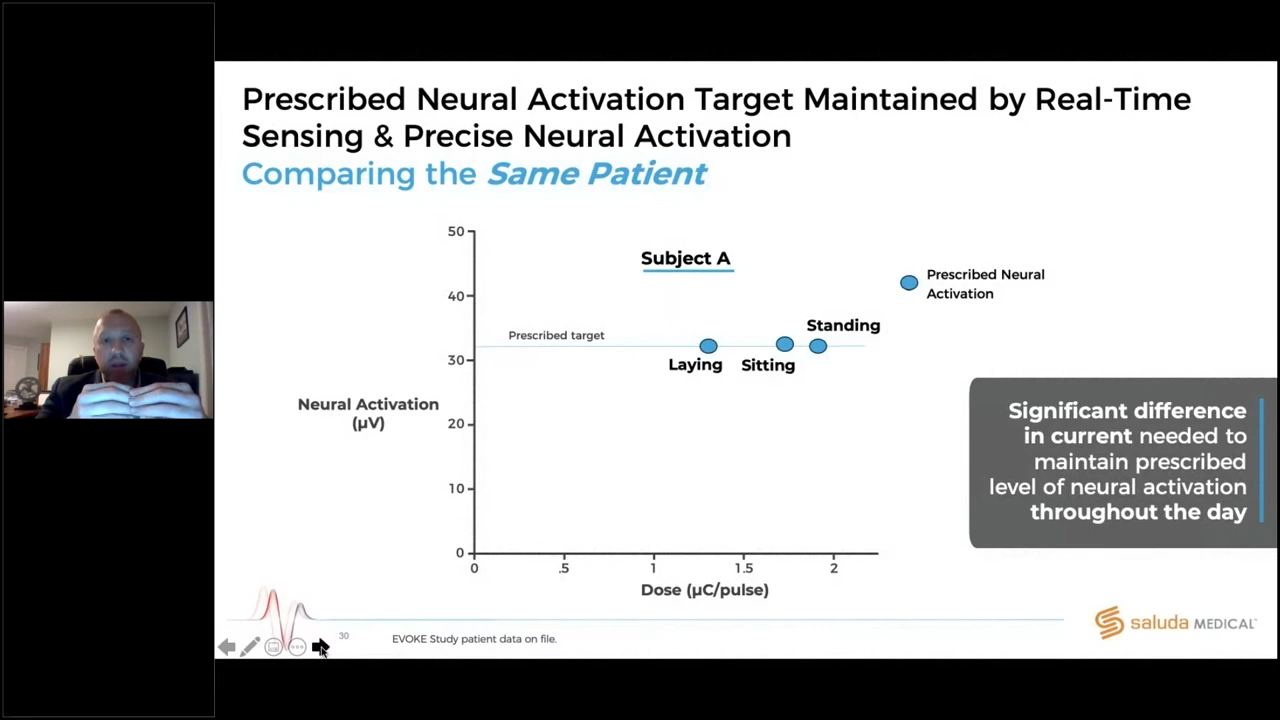 Prescribed Neural Activation Target Maintained by Real-Time
Sensing & Precise Neural Activation
Comparing the Same Patient
50
40
30
20
10
0
Neural Activation
(µV)
Subject A
Prescribed target
Laying
Sitting
Standing
Prescribed Neural
Activation
0
.5
1
1.5
2
Dose (µC/pulse)
Significant difference
in current needed to
maintain prescribed
level of neural activation
throughout the day
30
EVOKE Study patient data on file.
saluda MEDICAL